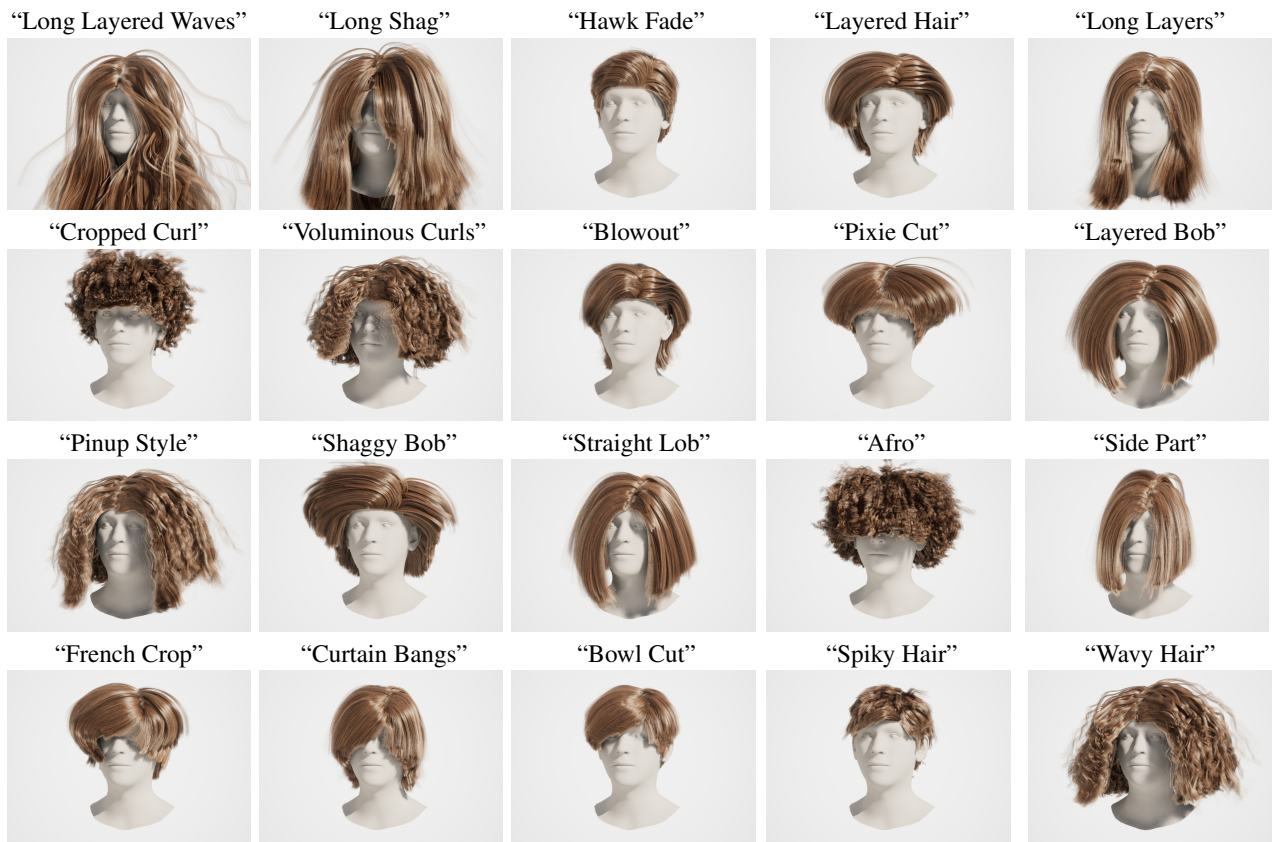 “Long Layered Waves”
“Long Shag”
“Hawk Fade”
“Layered Hair”
“Long Layers”
“Cropped Curl”
“Voluminous Curls”
“Blowout”
“Pixie Cut”
“Layered Bob”
“Pinup Style”
“Shaggy Bob”
“Straight Lob”
“Afro”
“Side Part”
“French Crop”
“Curtain Bangs”
“Bowl Cut”
“Spiky Hair”
“Wavy Hair”